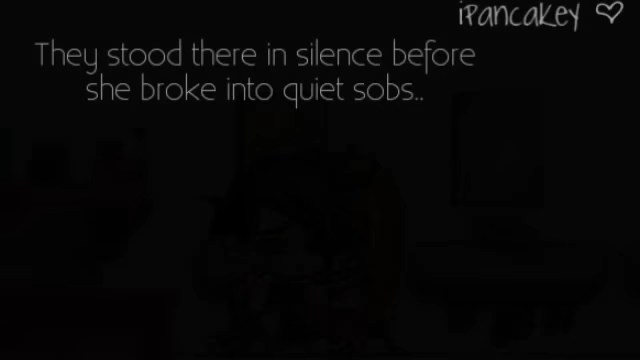 iPancakey ♡
They stood there in silence before
she broke into quiet sobs..